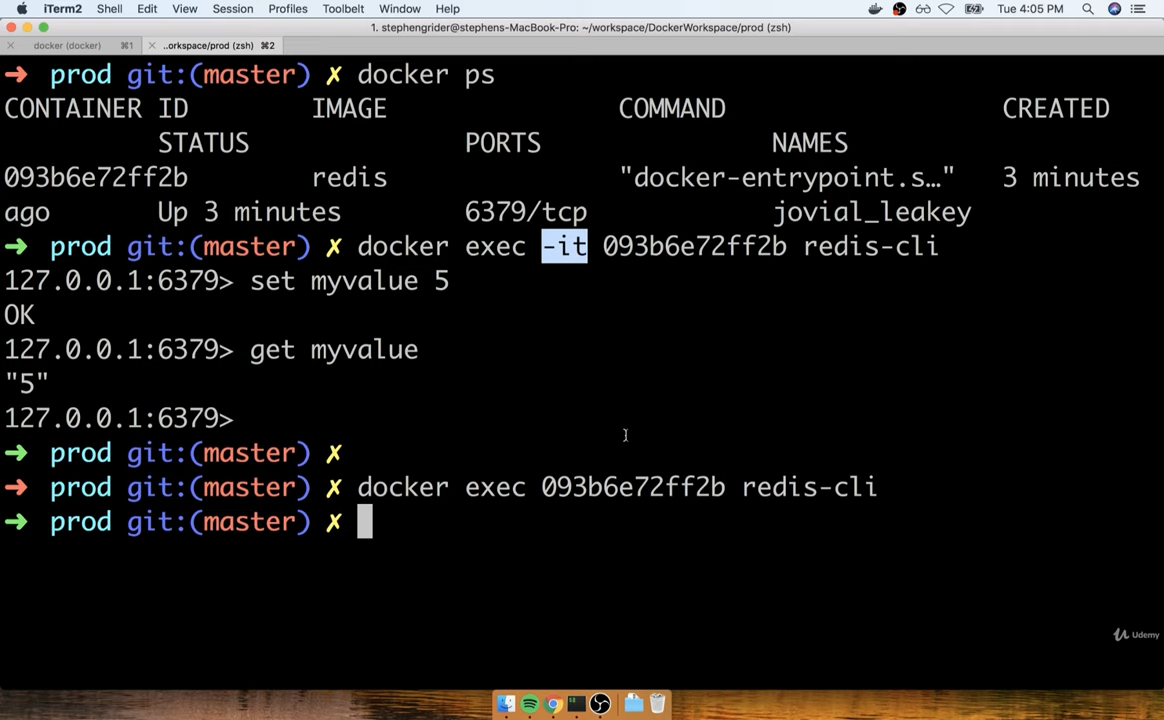 iTerm2 Shell Edit View Session Profiles Toolbelt Window Help Tue 4:05 PM
1. stephengrider@stephens-MacBook-Pro: ~/workspace/DockerWorkspace/prod (zsh)
docker (docker) ⌘1 ..orkspace/prod (zsh) ⌘2
➜ prod git:(master) ✗ docker ps
CONTAINER ID IMAGE COMMAND CREATED
STATUS PORTS NAMES
093b6e72ff2b redis "docker-entrypoint.s…" 3 minutes
ago Up 3 minutes 6379/tcp jovial_leakey
➜ prod git:(master) ✗ docker exec -it 093b6e72ff2b redis-cli
127.0.0.1:6379> set myvalue 5
OK
127.0.0.1:6379> get myvalue
"5"
127.0.0.1:6379>
➜ prod git:(master) ✗
➜ prod git:(master) ✗ docker exec 093b6e72ff2b redis-cli
➜ prod git:(master) ✗
Udemy